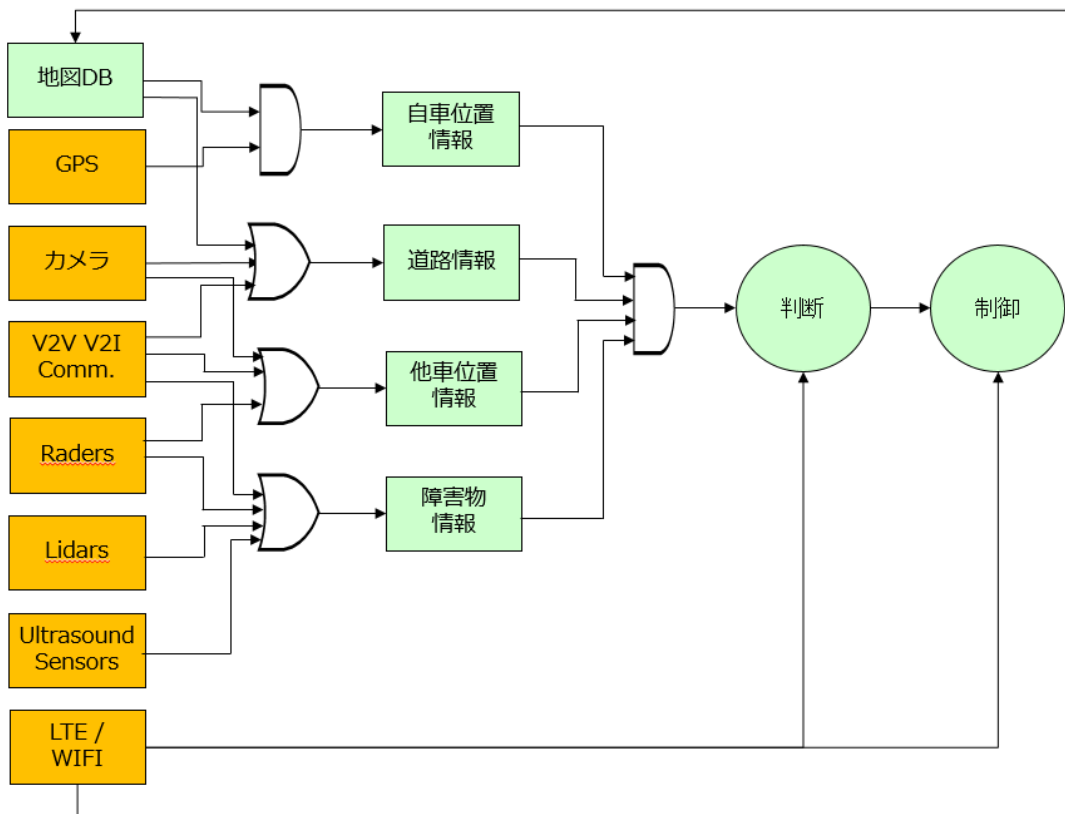 地図DB
GPS
カメラ
V2V V2I
Comm.
Raders
Lidars
Ultrasound
Sensors
LTE /
WIFI
自車位置
情報
道路情報
他車位置
情報
障害物
情報
判断
制御